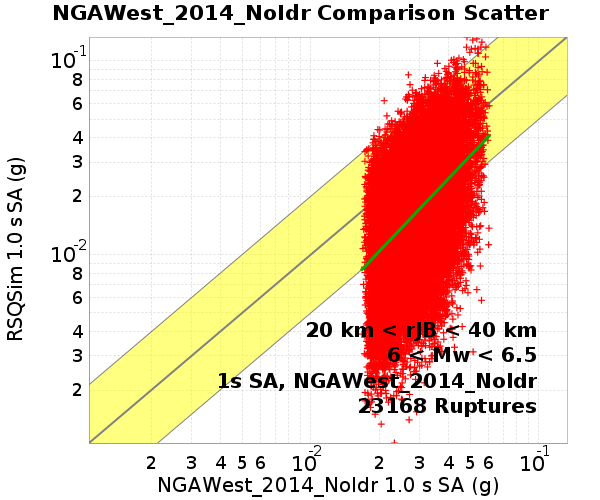 NGAWest_2014_NoIdr Comparison Scatter
RSQSim 1.0 s SA (g)
10-1
8
6
4
3
2
10-2
8
6
4
3
2
20 km < rJB < 40 km
6 < Mw < 6.5
1s SA, NGAWest_2014_NoIdr
23168 Ruptures
2 3 4 5 6 10-2 2 3 4 5 6 10-1
NGAWest_2014_NoIdr 1.0 s SA (g)